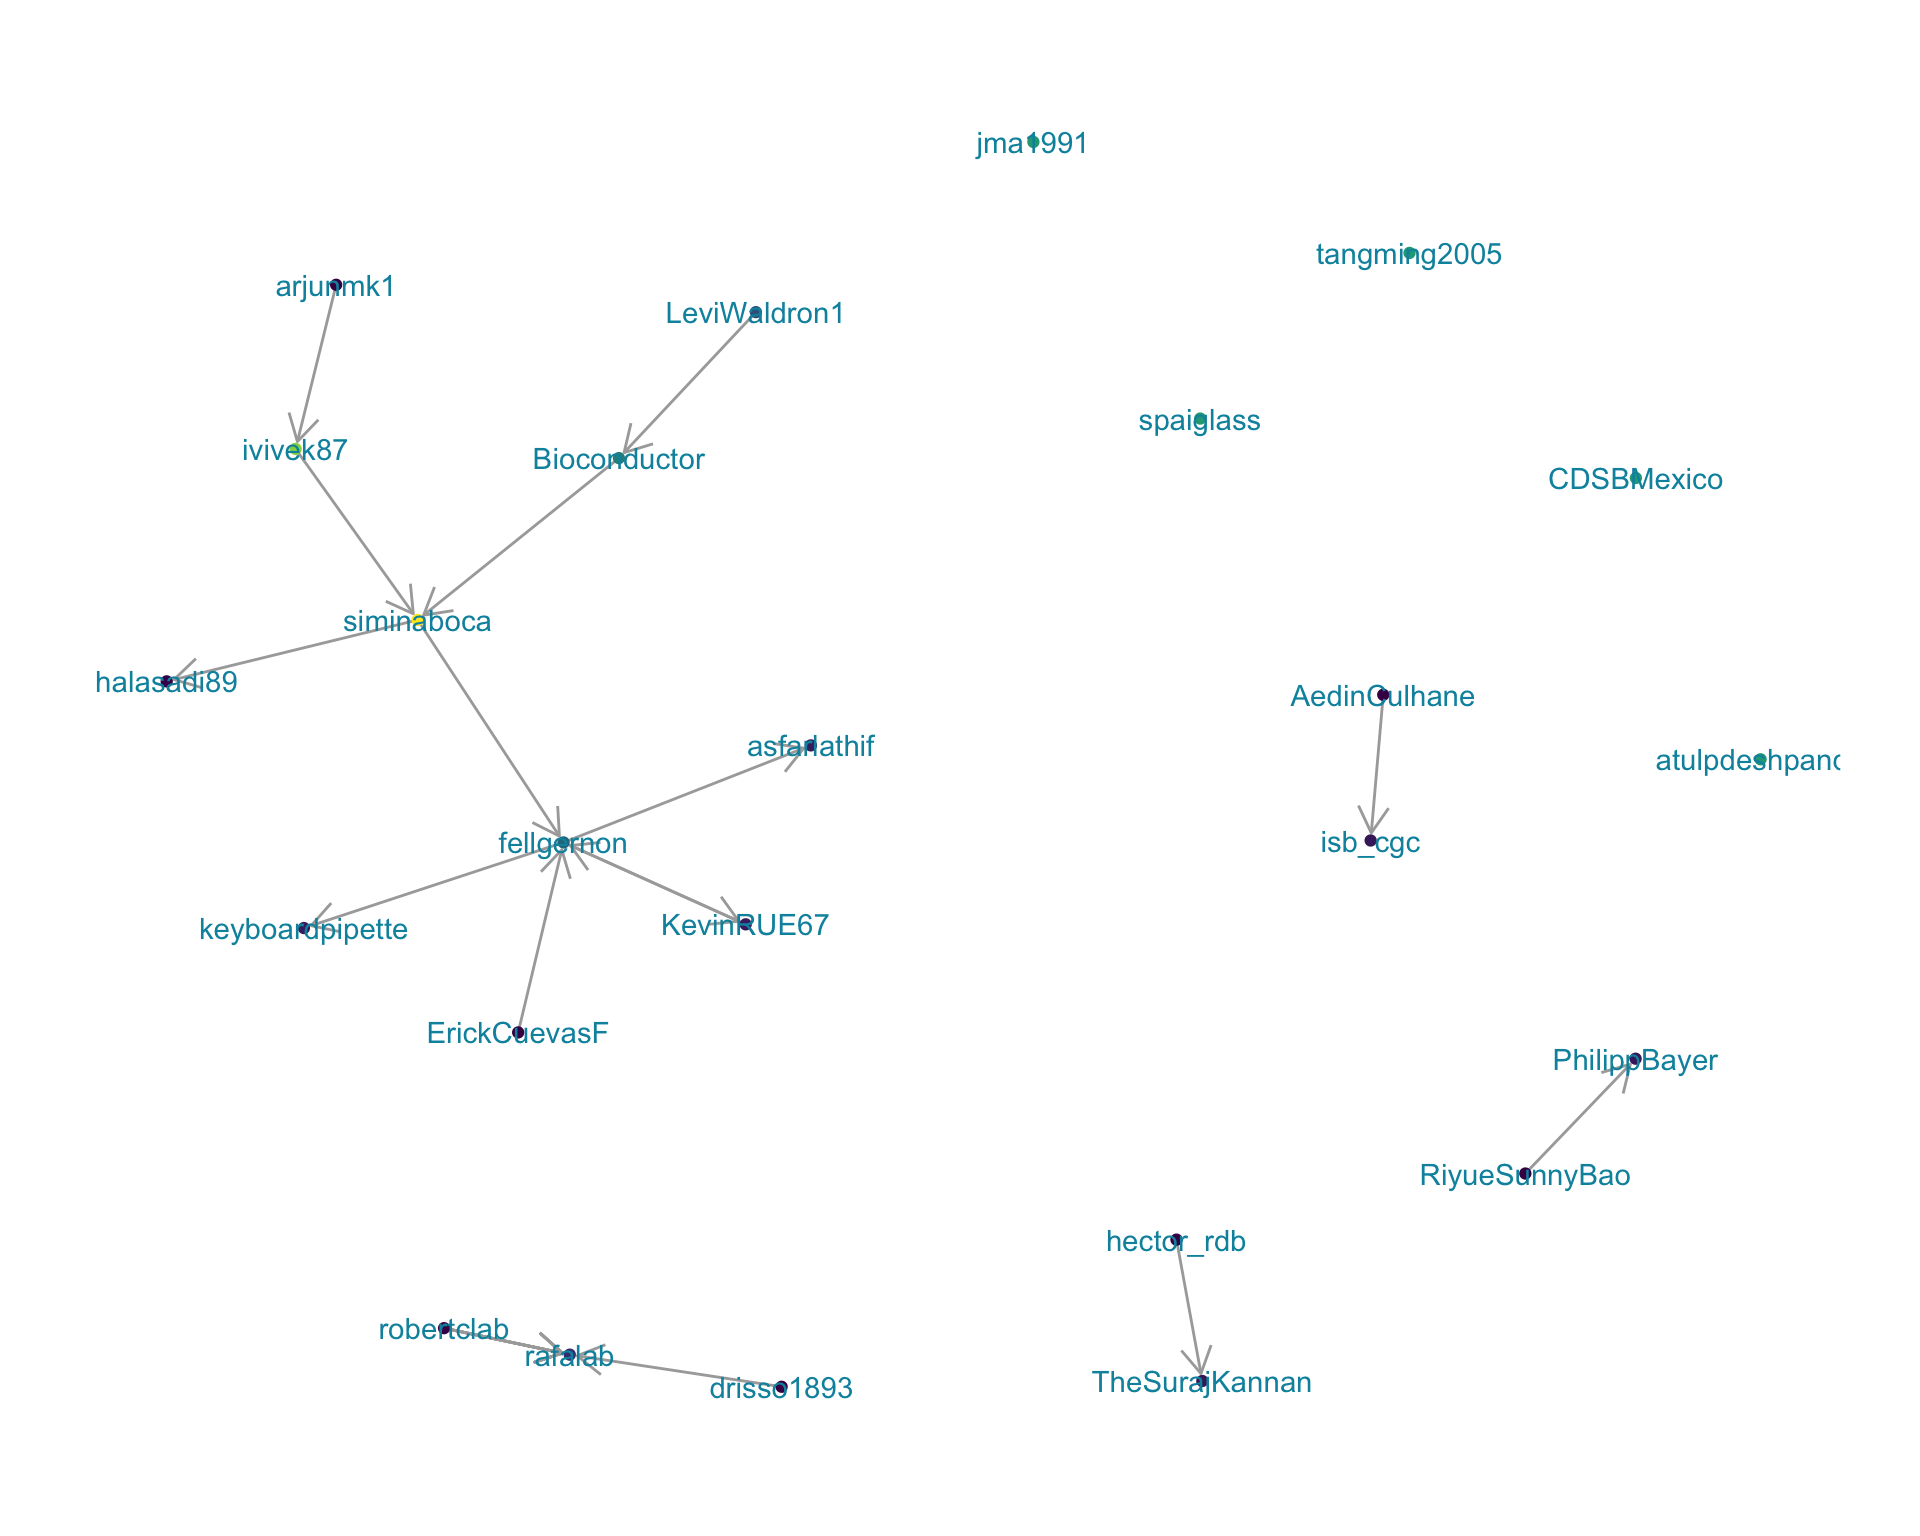 jma1991
tangming2005
arjunmk1
LeviWaldron1
spaiglass
ivivek87
Bioconductor
CDSBMexico
siminaboca
halasadi89
AedinCulhane
asfarlathif
atulpdeshpand
fellgernon
isb_cgc
keyboardpipette
KevinRUE67
ErickCuevasF
PhilippBayer
RiyueSunnyBao
hector_rdb
robertclab
rafalab
drisso1893
TheSurajKannan